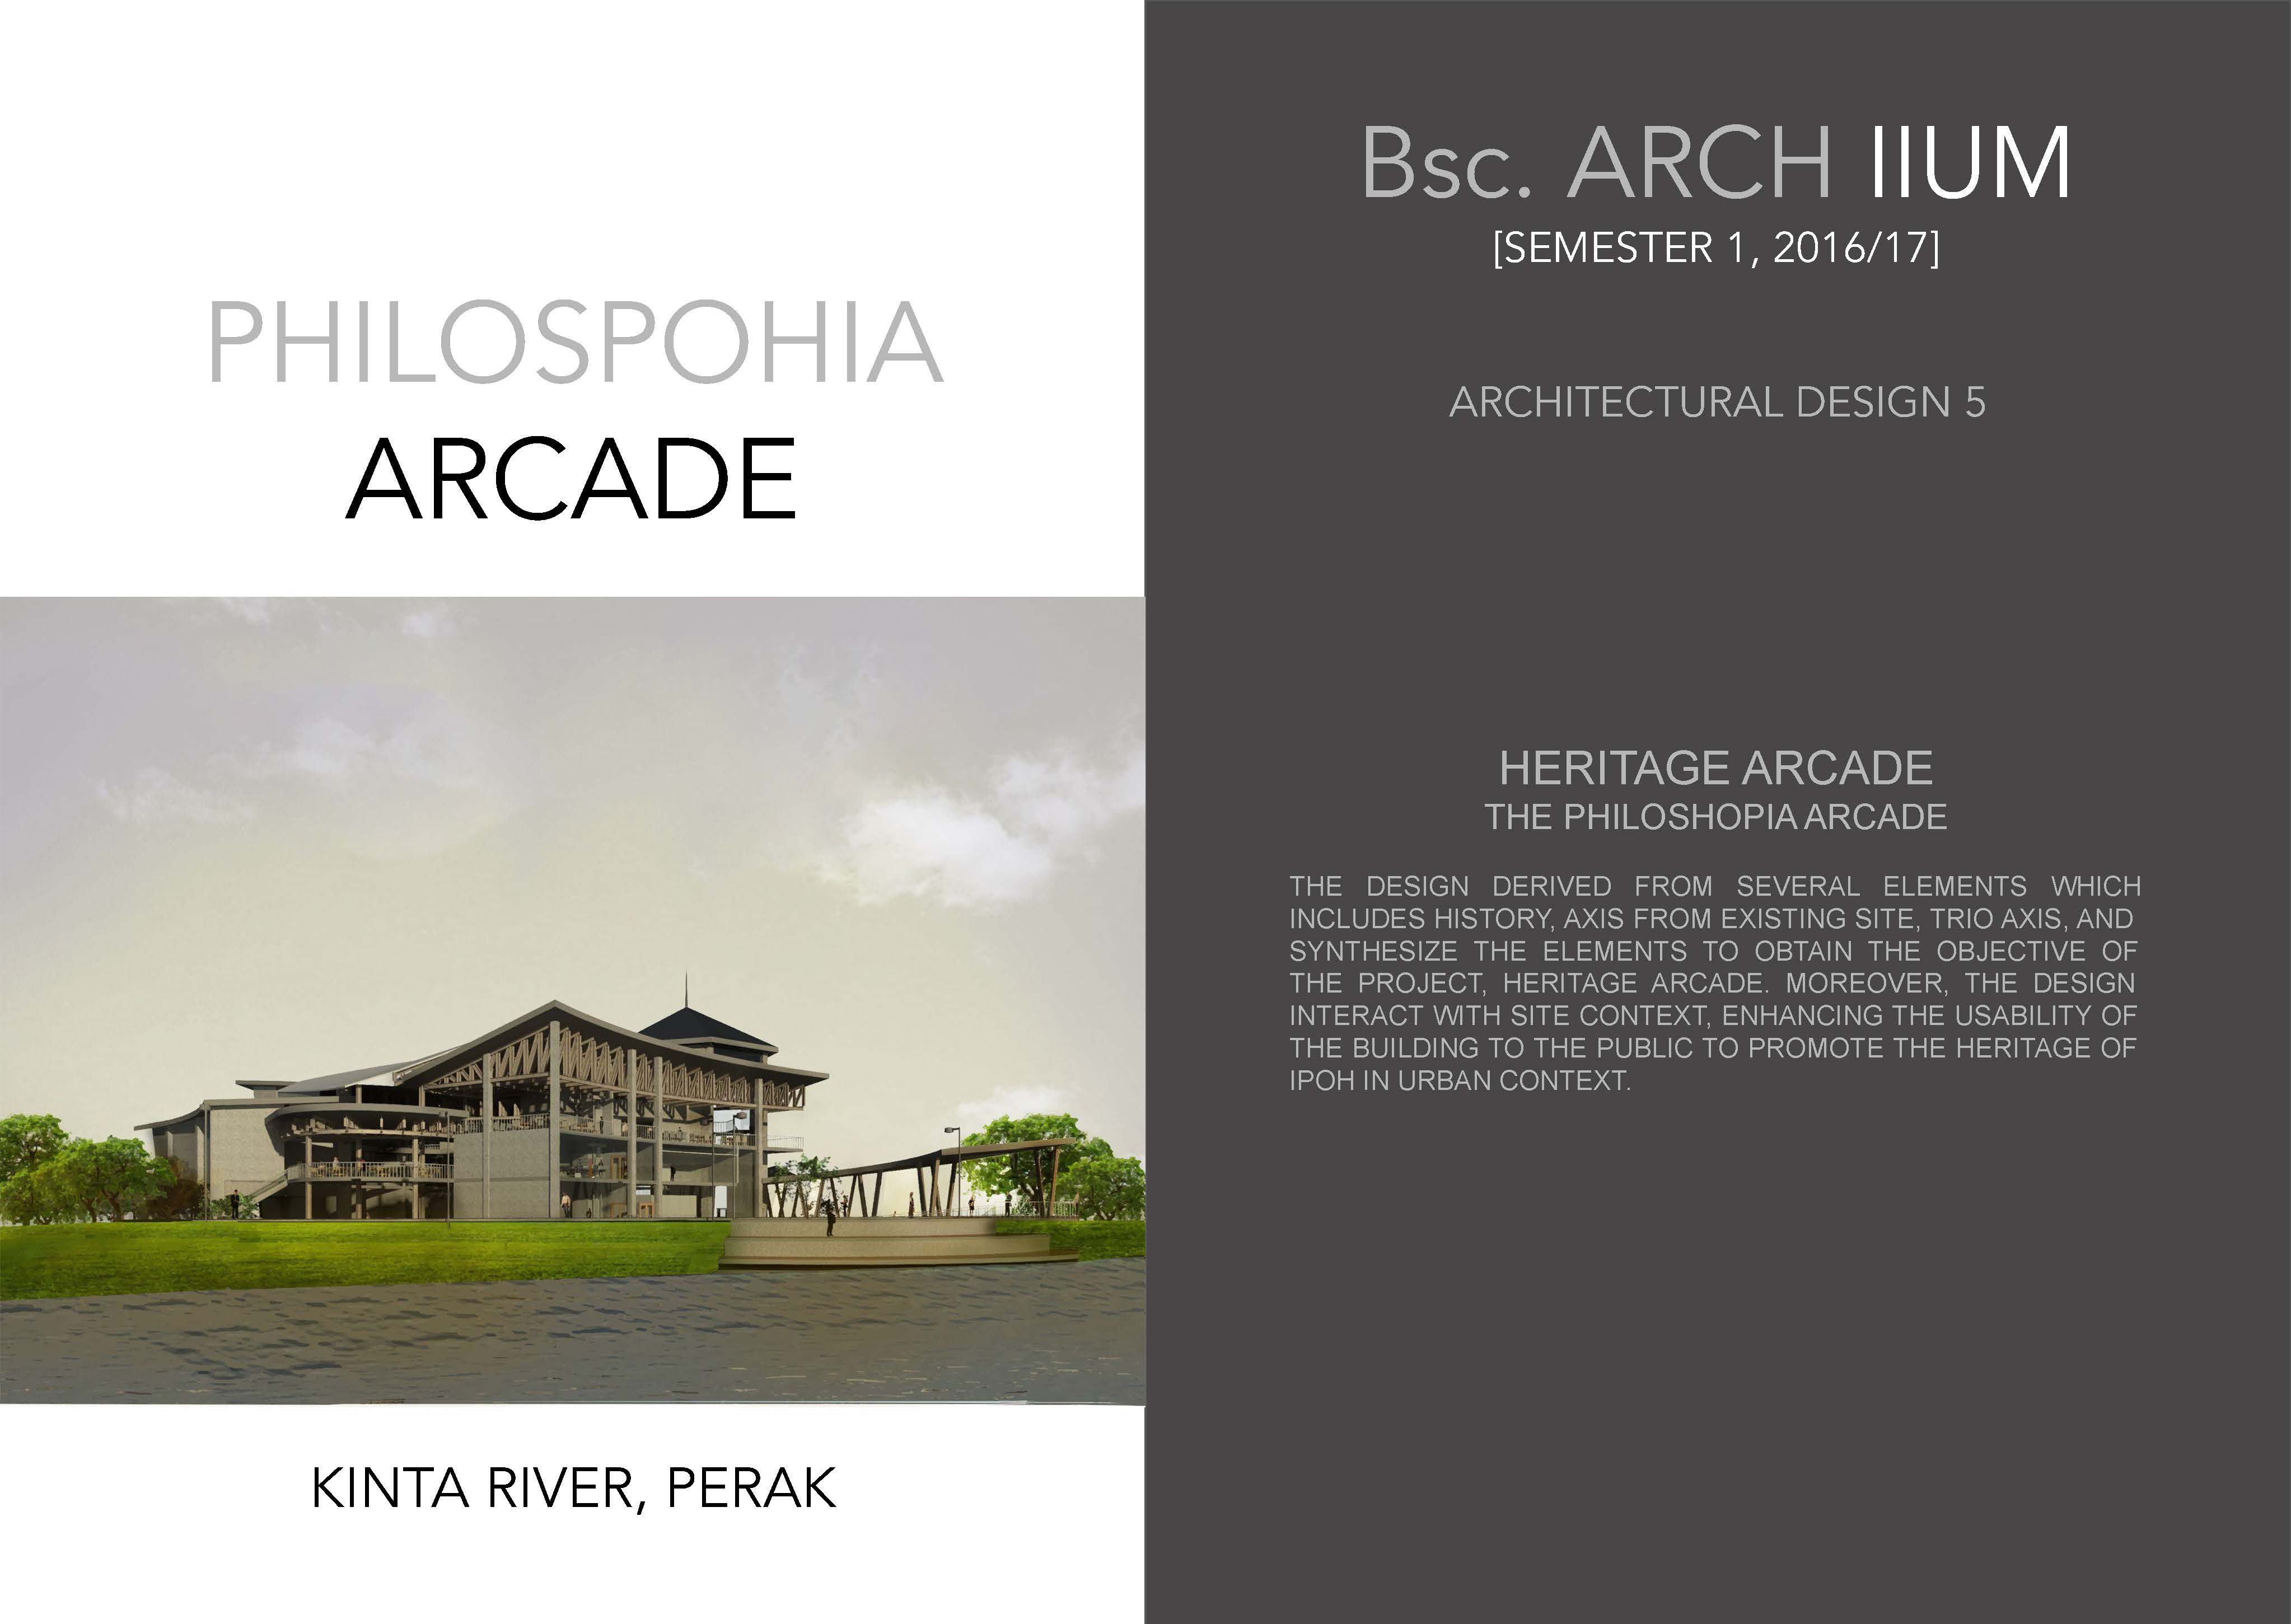 PHILOSPOHIA
ARCADE
KINTA RIVER, PERAK
Bsc. ARCH IIUM
[SEMESTER 1, 2016/17]
ARCHITECTURAL DESIGN 5
HERITAGE ARCADE
THE PHILOSHOPIA ARCADE
THE DESIGN DERIVED FROM SEVERAL ELEMENTS WHICH
INCLUDES HISTORY, AXIS FROM EXISTING SITE, TRIO AXIS, AND
SYNTHESIZE THE ELEMENTS TO OBTAIN THE OBJECTIVE OF
THE PROJECT, HERITAGE ARCADE. MOREOVER, THE DESIGN
INTERACT WITH SITE CONTEXT, ENHANCING THE USABILITY OF
THE BUILDING TO THE PUBLIC TO PROMOTE THE HERITAGE OF
IPOH IN URBAN CONTEXT.